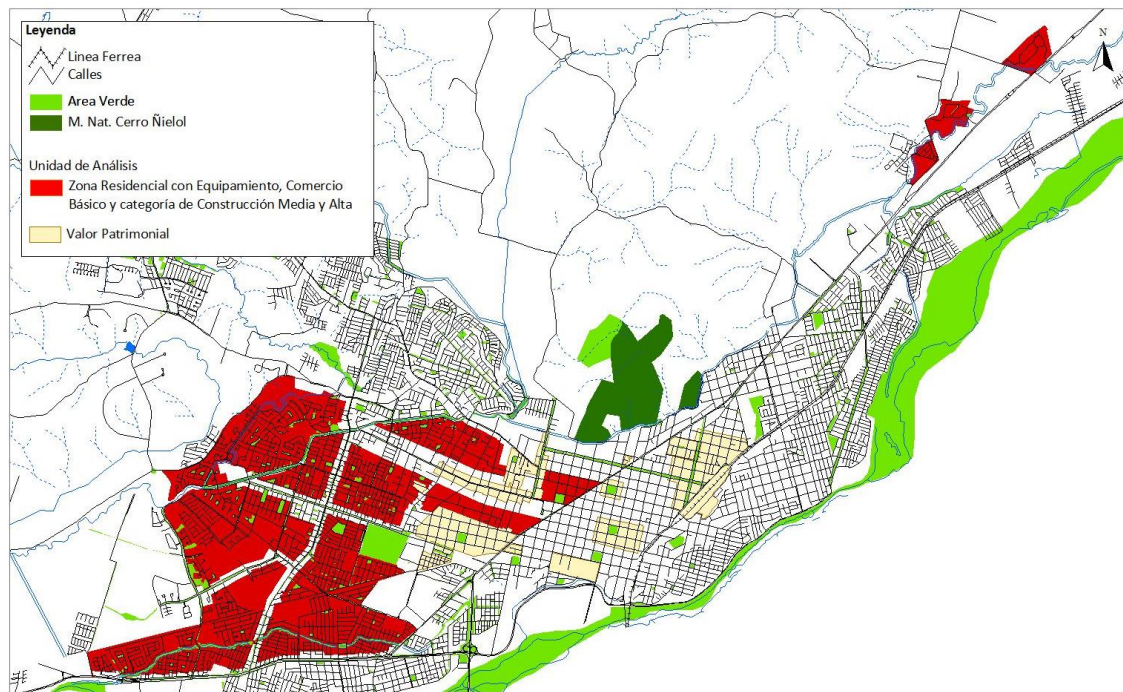 Leyenda
Linea Ferrea
Calles
Area Verde
M. Nat. Cerro Ñielol
Unidad de Análisis
Zona Residencial con Equipamiento, Comercio
Básico y categoría de Construcción Media y Alta
Valor Patrimonial
N